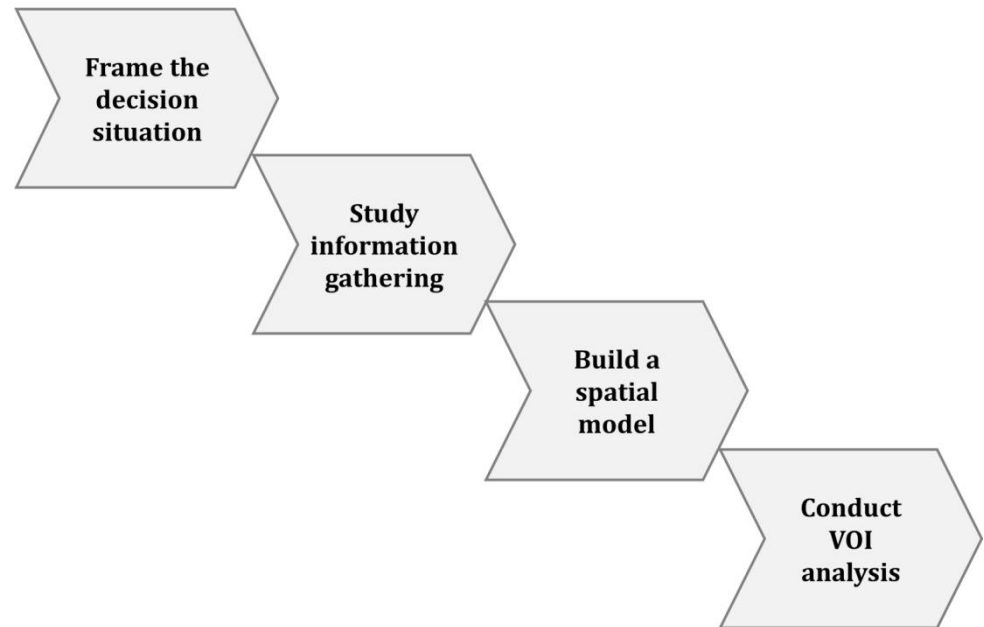 Frame the
decision
situation
Study
information
gathering
Build a
spatial
model
Conduct
VOI
analysis